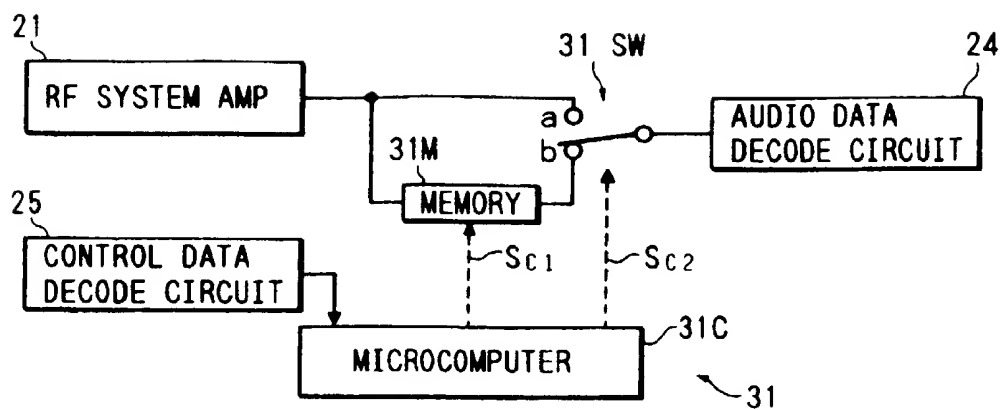 21
RF SYSTEM AMP
31 SW
24
a
b
AUDIO DATA
DECODE CIRCUIT
31M
MEMORY
25
CONTROL DATA
DECODE CIRCUIT
SC1
SC2
31C
MICROCOMPUTER
31